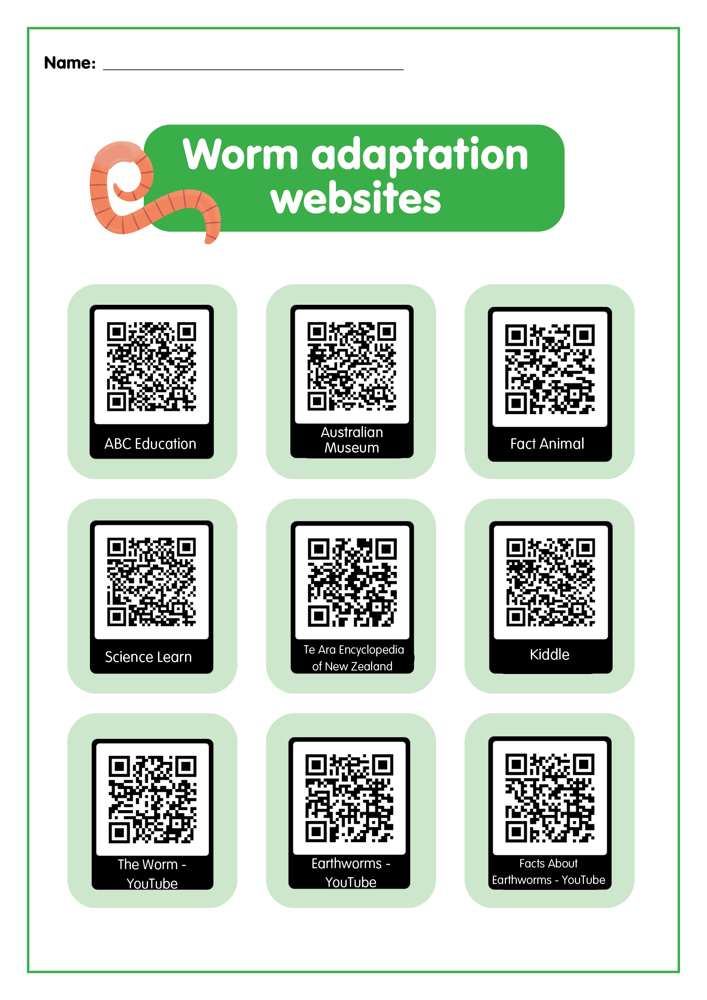 Name:
Worm adaptation
websites
ABC Education
Australian
Museum
Fact Animal
Science Learn
Te Ara Encyclopedia
of New Zealand
Kiddle
The Worm -
YouTube
Earthworms -
YouTube
Facts About
Earthworms - YouTube